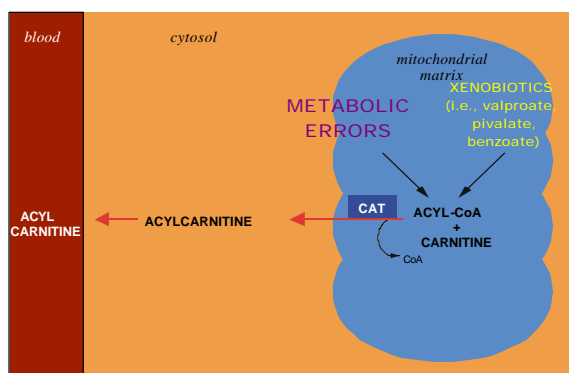 blood
cytosol
mitochondrial
matrix
METABOLIC
ERRORS
XENOBIOTICS
(i.e., valproate,
pivalate,
benzoate)
CAT
ACYL
CARNITINE
ACYLCARNITINE
ACYL-CoA
+
CARNITINE
CoA